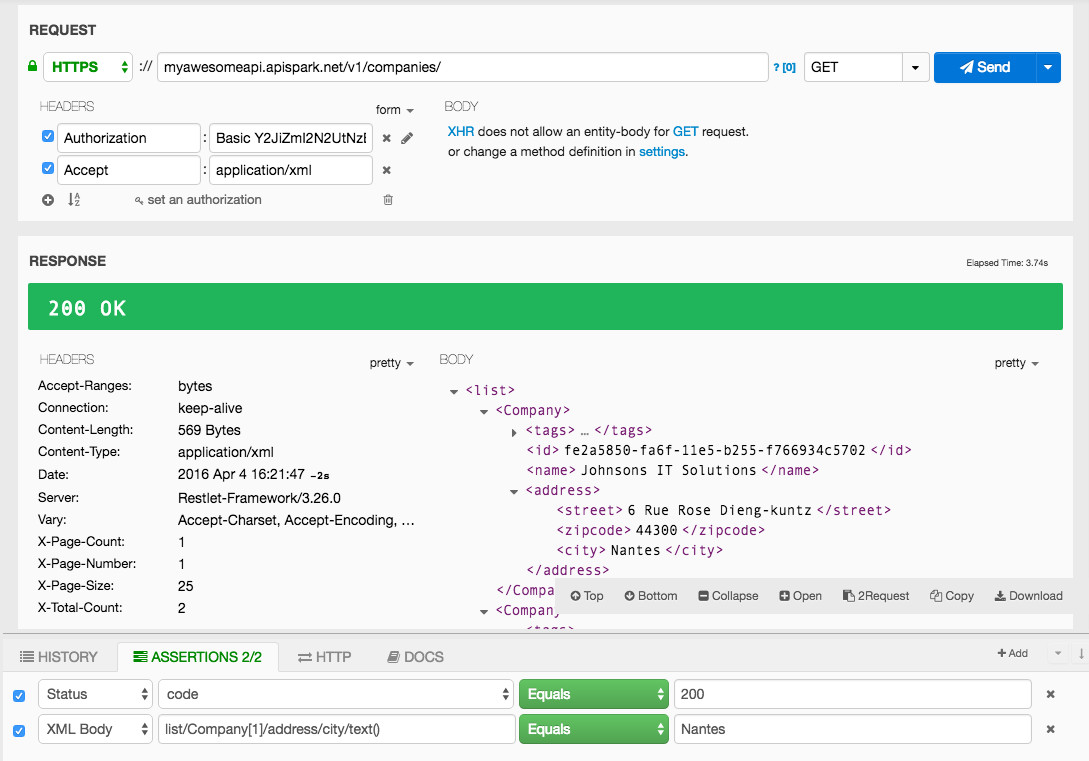 REQUEST
HTTPS :// myawesomeapi.apispark.net/v1/companies/ ? [0] GET Send
HEADERS form BODY
Authorization : Basic Y2JiZml2N2UtNzE
XHR does not allow an entity-body for GET request.
Accept : application/xml
or change a method definition in settings.
set an authorization
RESPONSE Elapsed Time: 3.74s
200 OK
HEADERS pretty BODY pretty
Accept-Ranges: bytes
Connection: keep-alive
Content-Length: 569 Bytes
Content-Type: application/xml
Date: 2016 Apr 4 16:21:47 -2s
Server: Restlet-Framework/3.26.0
Vary: Accept-Charset, Accept-Encoding, ...
X-Page-Count: 1
X-Page-Number: 1
X-Page-Size: 25
X-Total-Count: 2
<list>
<Company>
<tags> … </tags>
<id> fe2a5850-fa6f-11e5-b255-f766934c5702 </id>
<name> Johnsons IT Solutions </name>
<address>
<street> 6 Rue Rose Dieng-kuntz </street>
<zipcode> 44300 </zipcode>
<city> Nantes </city>
</address>
</Compa
Top Bottom Collapse Open 2Request Copy Download
<Compan
HISTORY ASSERTIONS 2/2 HTTP DOCS + Add
Status code Equals 200
XML Body list/Company[1]/address/city/text() Equals Nantes